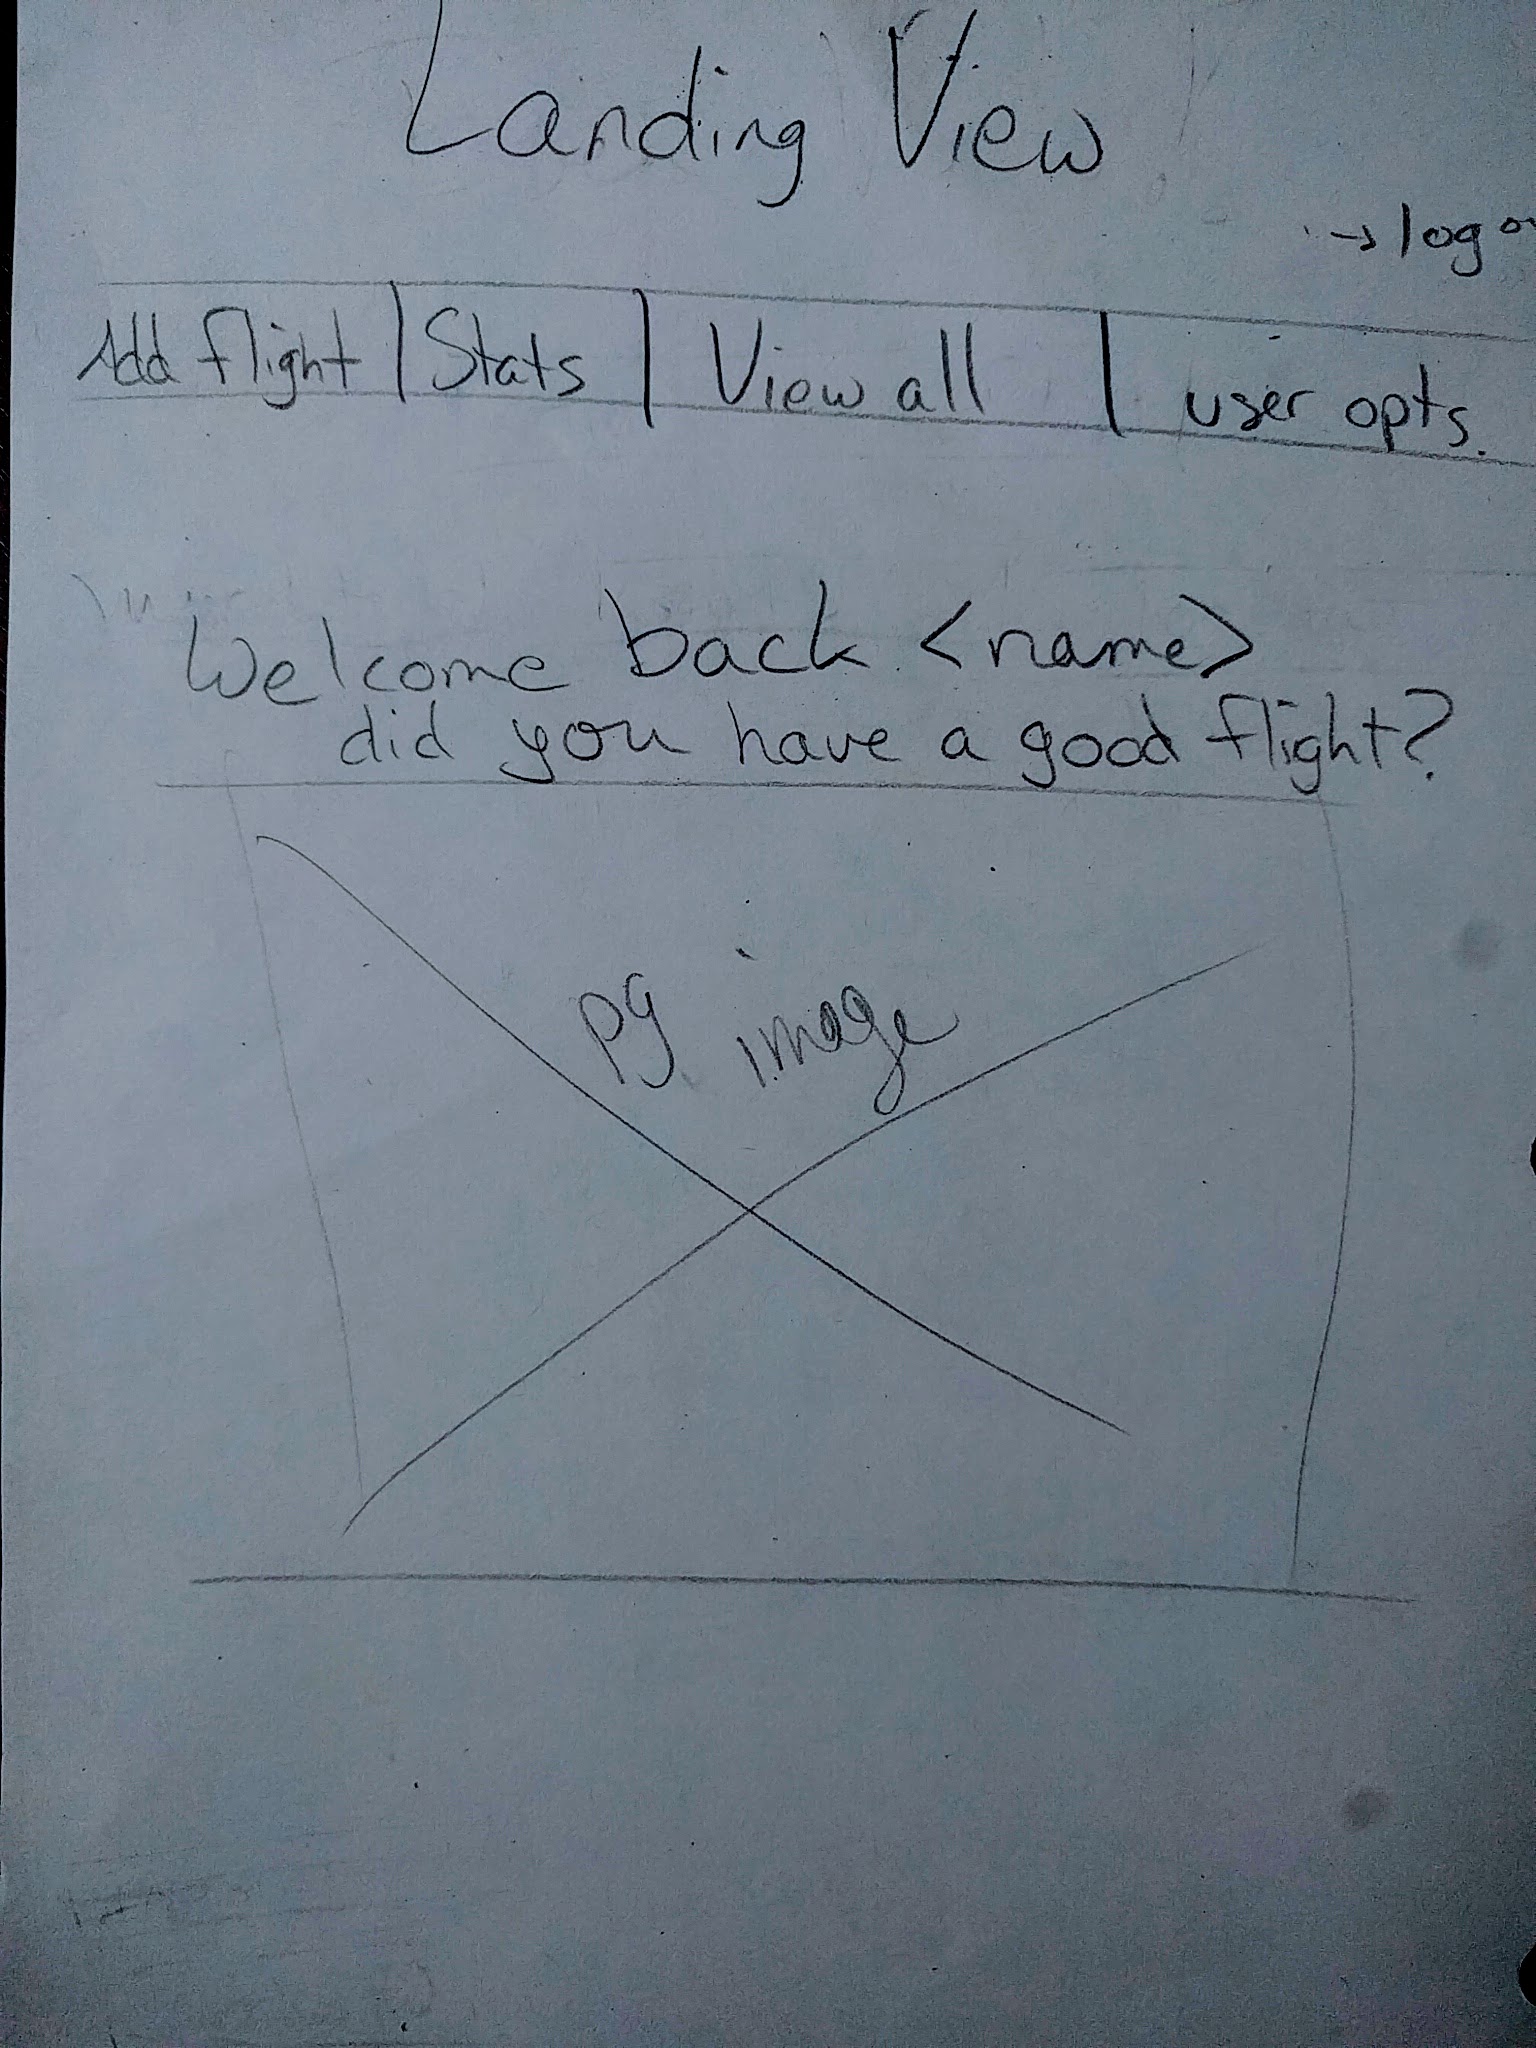 Landing View
→ log
Add flight | Stats | View all | user opts.
Welcome back <name>
did you have a good flight?
pg image